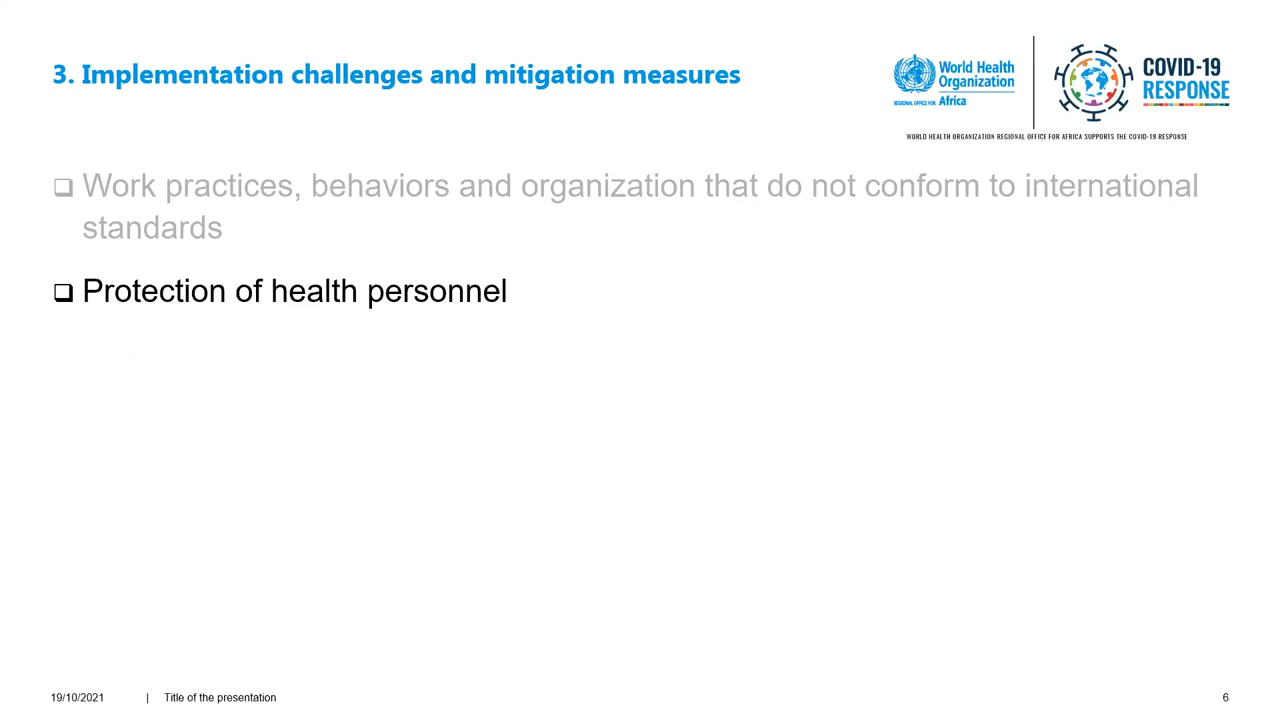 3. Implementation challenges and mitigation measures
World Health
Organization
REGIONAL OFFICE FOR Africa
COVID-19
RESPONSE
WORLD HEALTH ORGANIZATION REGIONAL OFFICE FOR AFRICA SUPPORTS THE COVID-19 RESPONSE
Work practices, behaviors and organization that do not conform to international
standards
Protection of health personnel
19/10/2021 | Title of the presentation 6